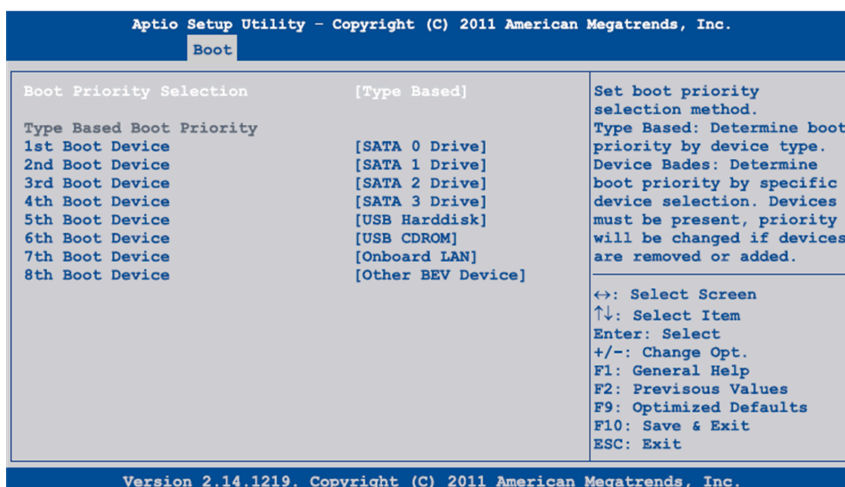 Aptio Setup Utility – Copyright (C) 2011 American Megatrends, Inc.
Boot
Boot Priority Selection [Type Based]
Type Based Boot Priority
1st Boot Device [SATA 0 Drive]
2nd Boot Device [SATA 1 Drive]
3rd Boot Device [SATA 2 Drive]
4th Boot Device [SATA 3 Drive]
5th Boot Device [USB Harddisk]
6th Boot Device [USB CDROM]
7th Boot Device [Onboard LAN]
8th Boot Device [Other BEV Device]
Set boot priority
selection method.
Type Based: Determine boot
priority by device type.
Device Bades: Determine
boot priority by specific
device selection. Devices
must be present, priority
will be changed if devices
are removed or added.
↔: Select Screen
↑↓: Select Item
Enter: Select
+/-: Change Opt.
F1: General Help
F2: Previsous Values
F9: Optimized Defaults
F10: Save & Exit
ESC: Exit
Version 2.14.1219. Copyright (C) 2011 American Megatrends, Inc.